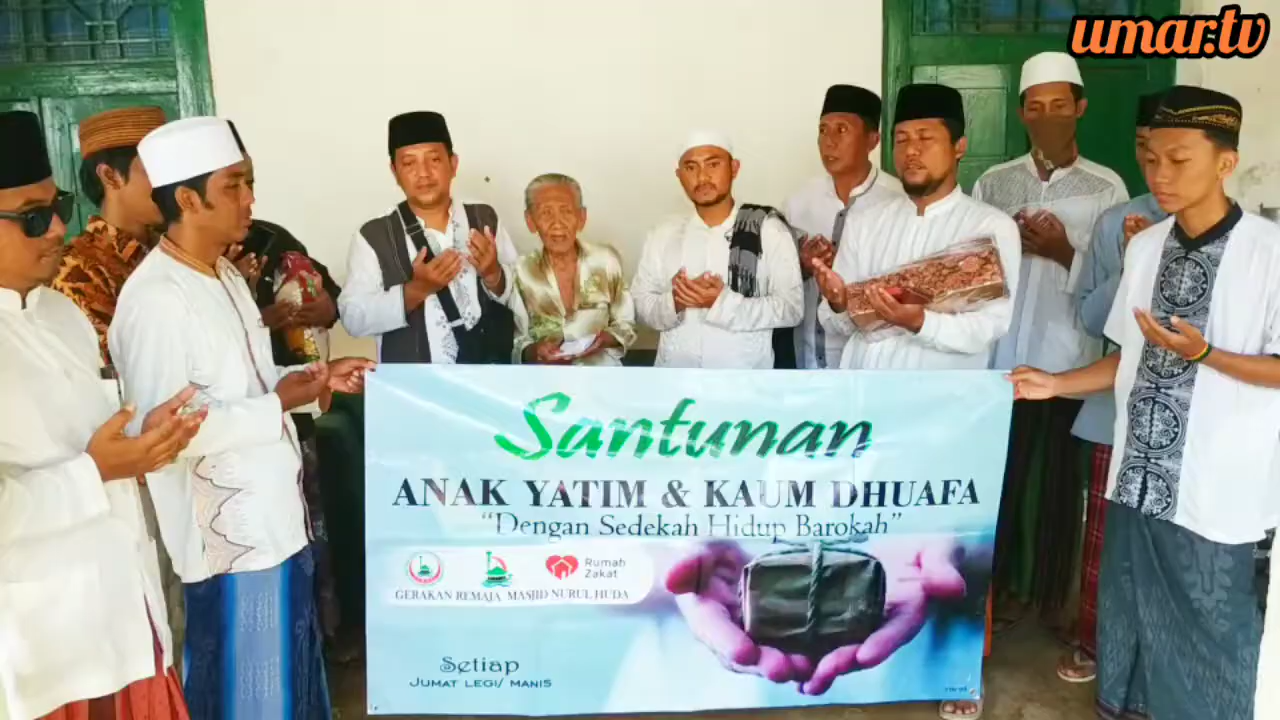 umar.tv
Santunan
ANAK YATIM & KAUM DHUAFA
"Dengan Sedekah Hidup Barokah"
Rumah
Zakat
GERAKAN REMAJA MASJID NURUL HUDA
Setiap
JUMAT LEGI/ MANIS